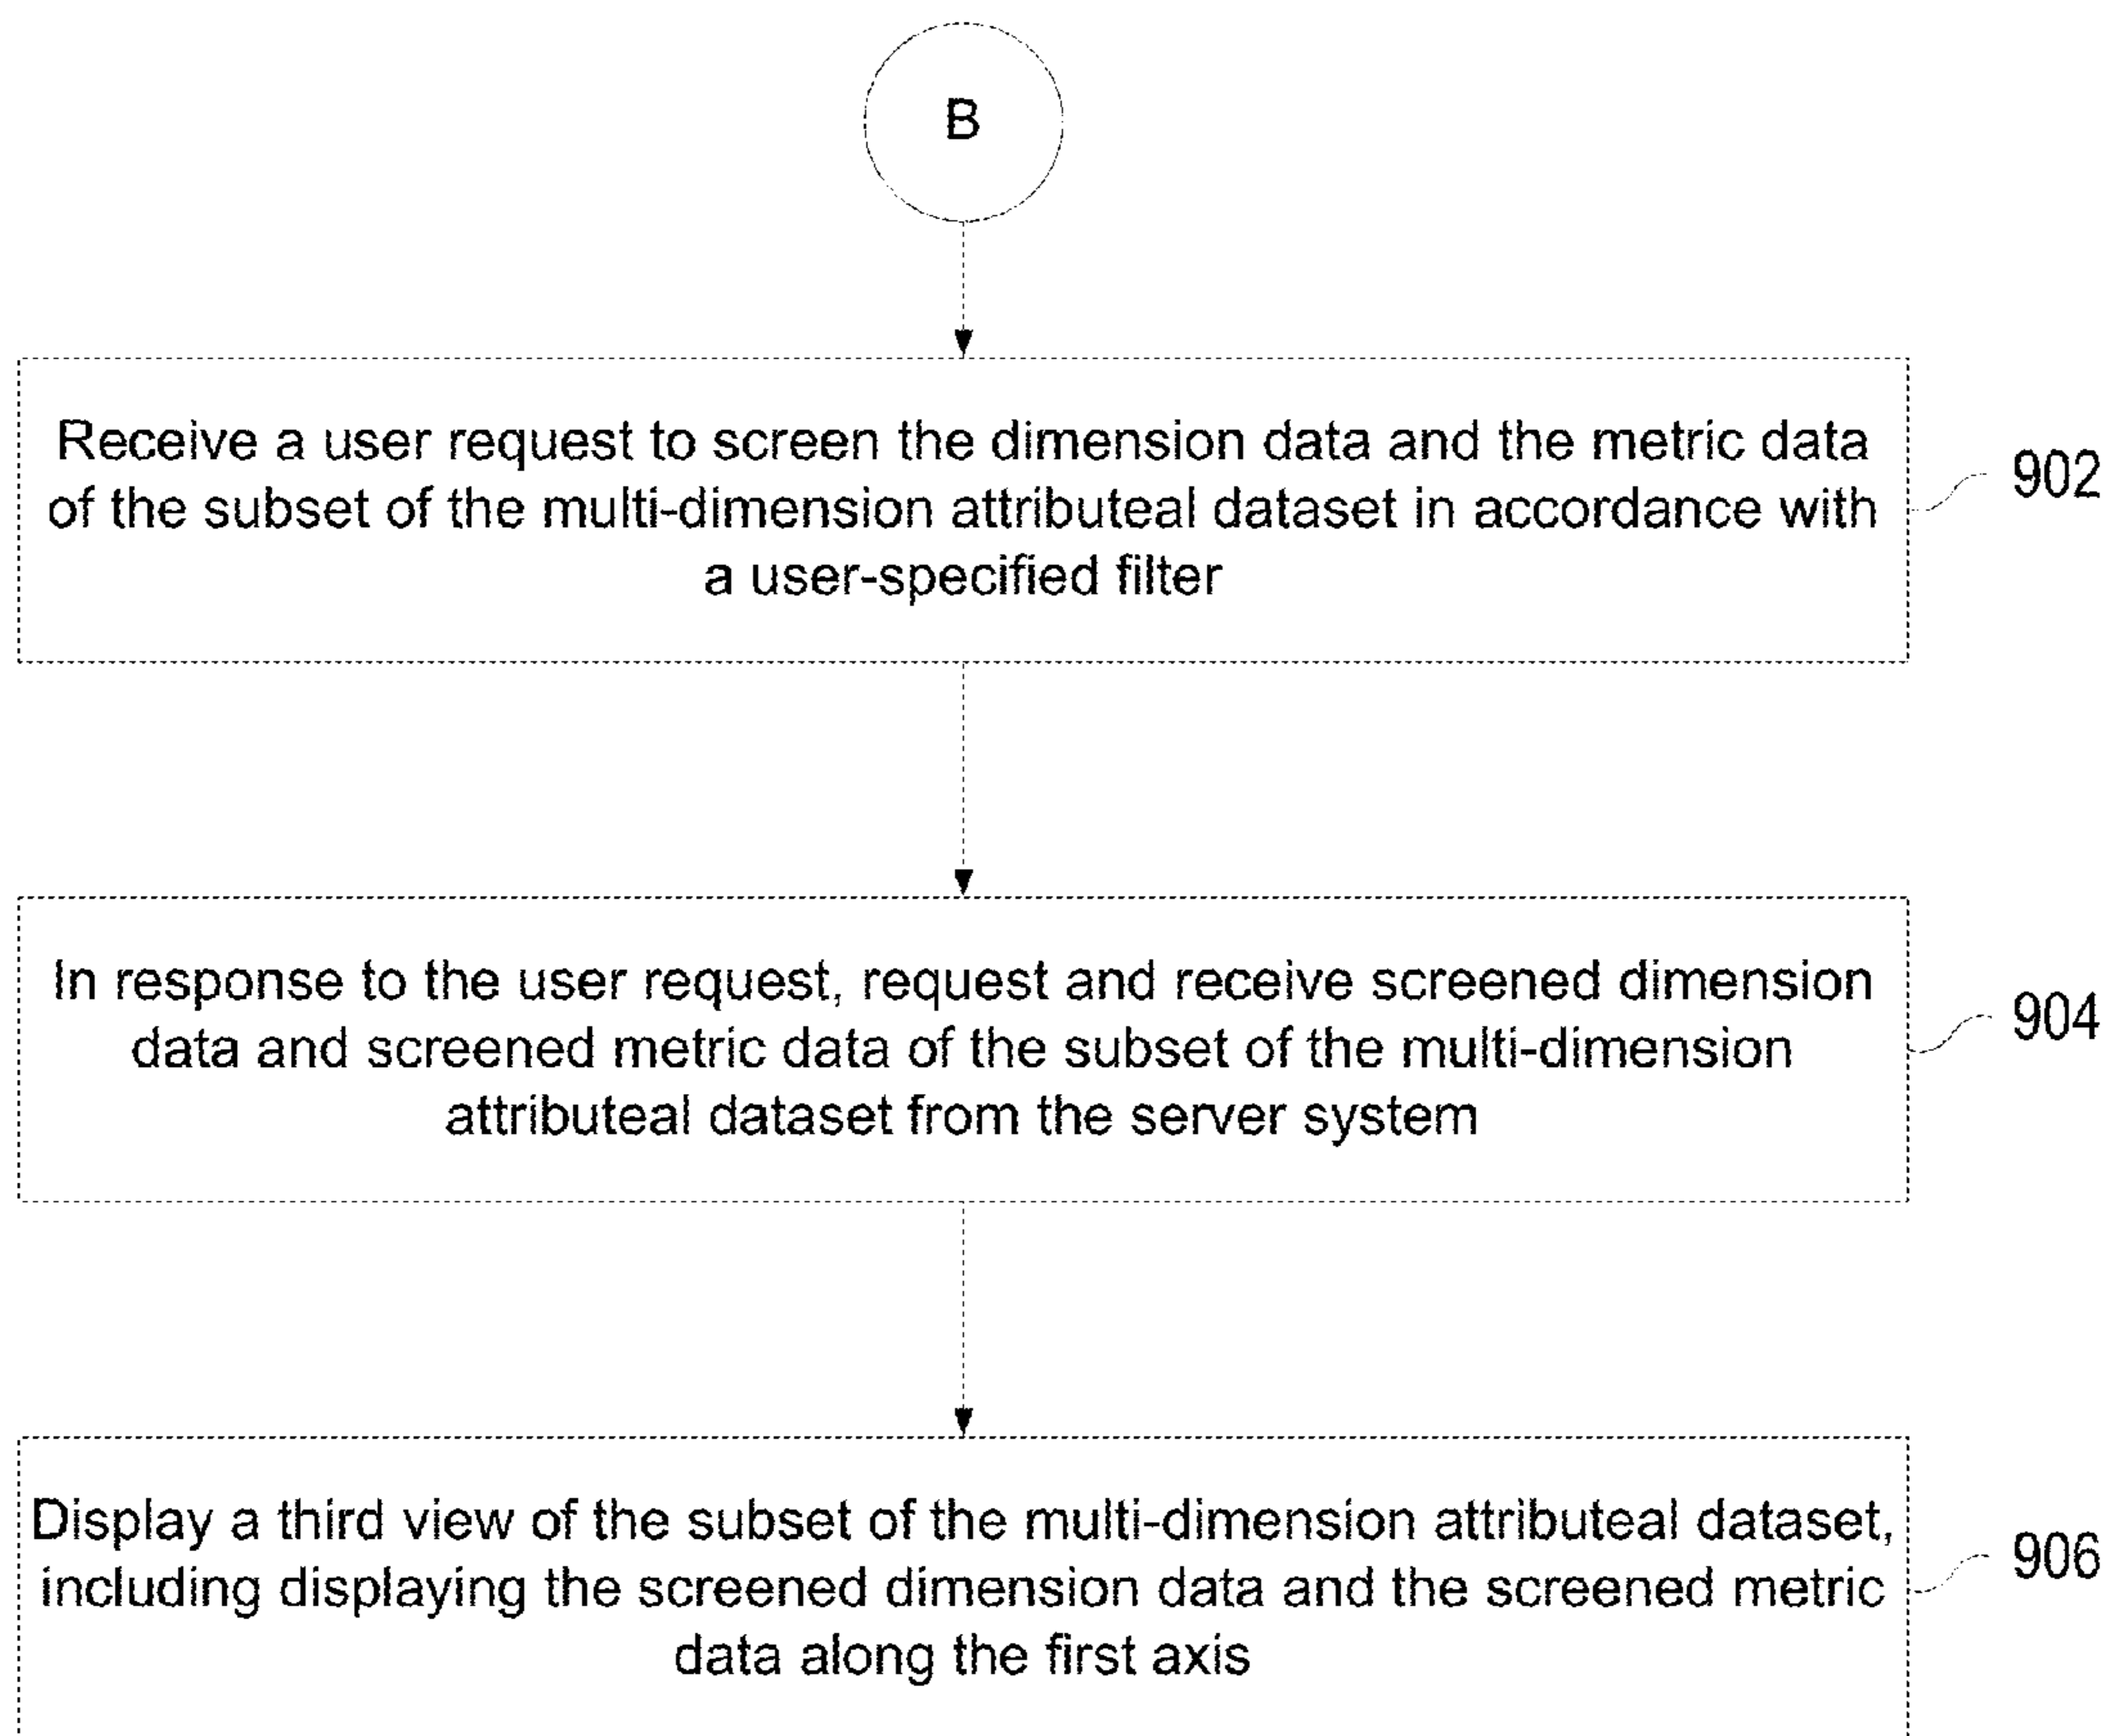 B
Receive a user request to screen the dimension data and the metric data
of the subset of the multi-dimension attributeal dataset in accordance with
a user-specified filter
902
In response to the user request, request and receive screened dimension
data and screened metric data of the subset of the multi-dimension
attributeal dataset from the server system
904
Display a third view of the subset of the multi-dimension attributeal dataset,
including displaying the screened dimension data and the screened metric
data along the first axis
906